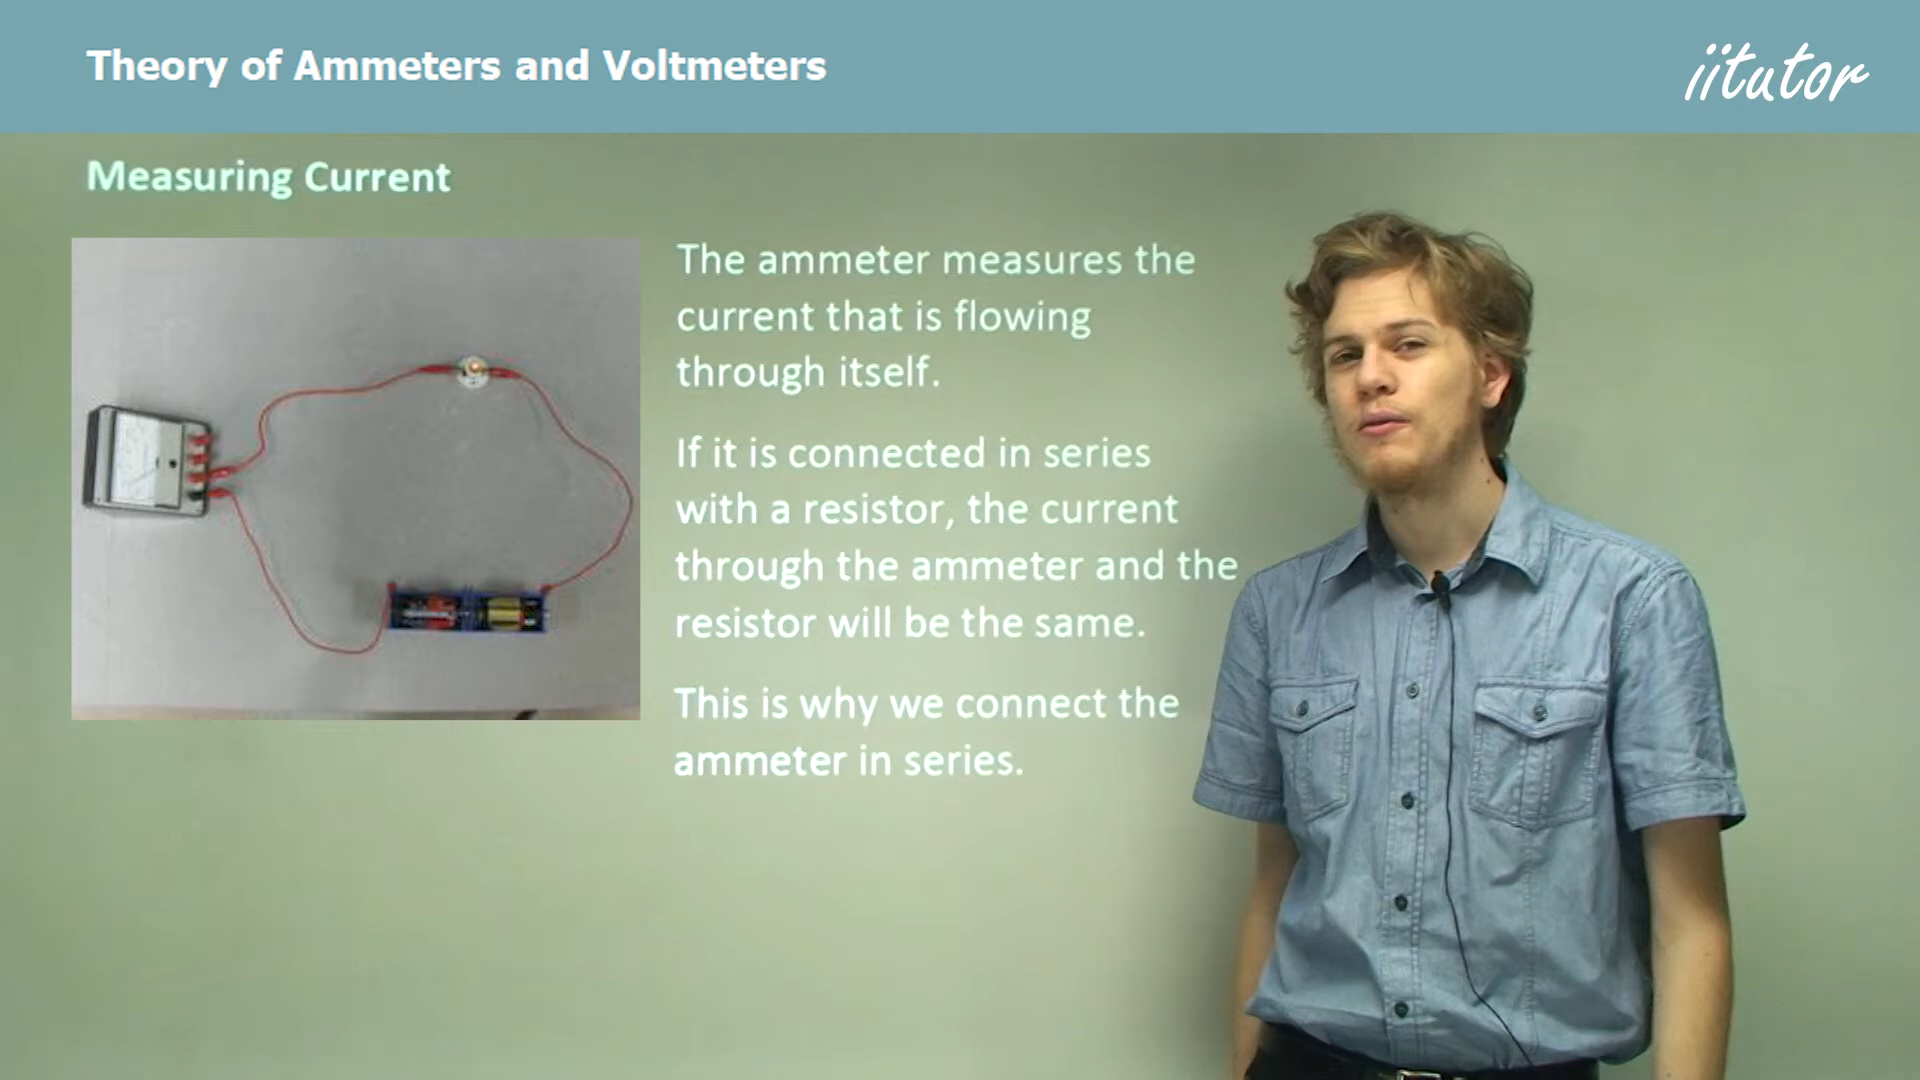 Theory of Ammeters and Voltmeters
iitutor
Measuring Current
The ammeter measures the
current that is flowing
through itself.
If it is connected in series
with a resistor, the current
through the ammeter and the
resistor will be the same.
This is why we connect the
ammeter in series.